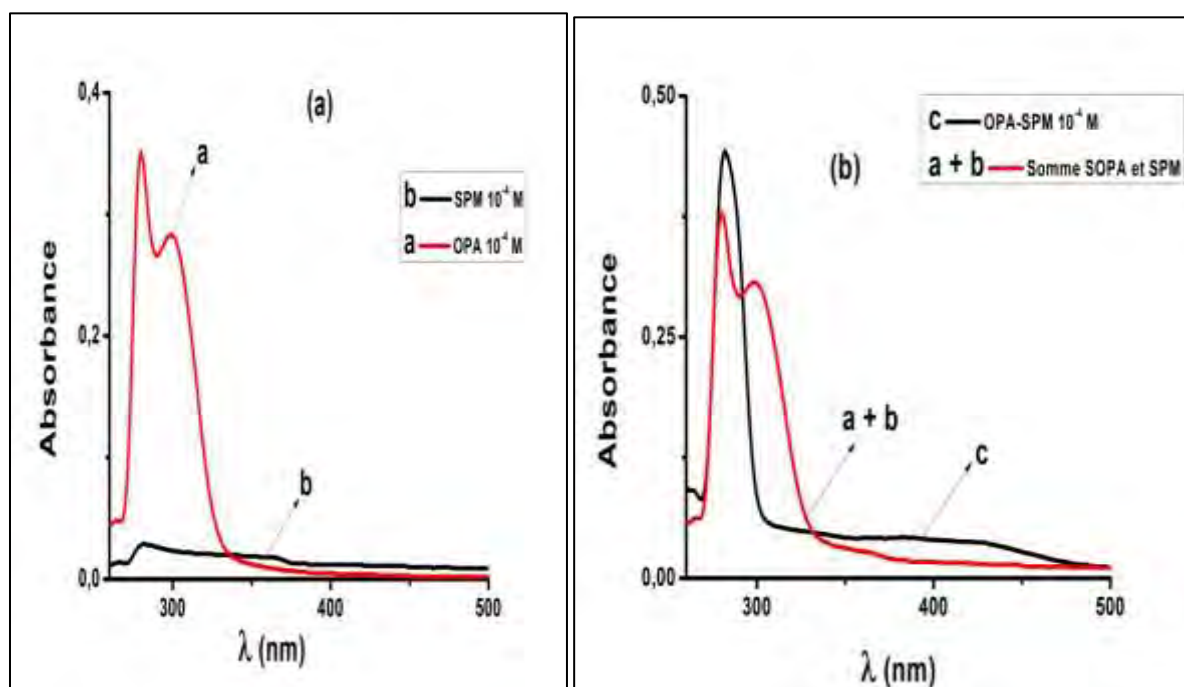 (a)
0,4
0,2
0,0
Absorbance
300
400
500
λ (nm)
a
b
b SPM 10⁻⁴ M
a OPA 10⁻⁴ M
(b)
0,50
0,25
0,00
Absorbance
300
400
500
λ (nm)
C OPA-SPM 10⁻⁴ M
a + b Somme SOPA et SPM
a + b
c